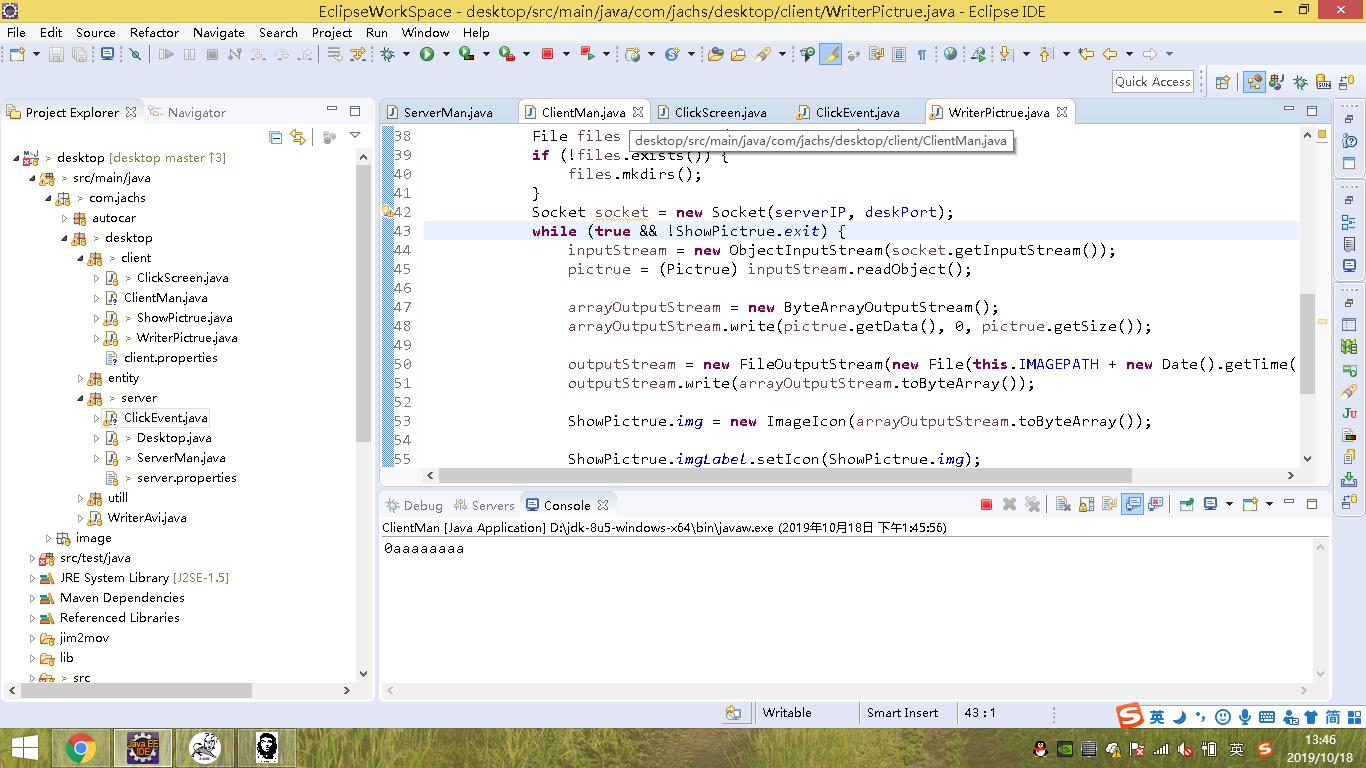 EclipseWorkSpace - desktop/src/main/java/com/jachs/desktop/client/WriterPictrue.java - Eclipse IDE
File Edit Source Refactor Navigate Search Project Run Window Help
Quick Access
Project Explorer Navigator
desktop [desktop master ↑3]
src/main/java
com.jachs
autocar
desktop
client
ClickScreen.java
ClientMan.java
ShowPictrue.java
WriterPictrue.java
client.properties
entity
server
ClickEvent.java
Desktop.java
ServerMan.java
server.properties
utill
WriterAvi.java
image
src/test/java
JRE System Library [J2SE-1.5]
Maven Dependencies
Referenced Libraries
jim2mov
lib
src
ServerMan.java ClientMan.java ClickScreen.java ClickEvent.java WriterPictrue.java
desktop/src/main/java/com/jachs/desktop/client/ClientMan.java
38 File files
39 if (!files.exists()) {
40 files.mkdirs();
41 }
42 Socket socket = new Socket(serverIP, deskPort);
43 while (true && !ShowPictrue.exit) {
44 inputStream = new ObjectInputStream(socket.getInputStream());
45 pictrue = (Pictrue) inputStream.readObject();
46
47 arrayOutputStream = new ByteArrayOutputStream();
48 arrayOutputStream.write(pictrue.getData(), 0, pictrue.getSize());
49
50 outputStream = new FileOutputStream(new File(this.IMAGEPATH + new Date().getTime(
51 outputStream.write(arrayOutputStream.toByteArray());
52
53 ShowPictrue.img = new ImageIcon(arrayOutputStream.toByteArray());
54
55 ShowPictrue.imgLabel.setIcon(ShowPictrue.img);
Debug Servers Console
ClientMan [Java Application] D:\jdk-8u5-windows-x64\bin\javaw.exe (2019年10月18日 下午1:45:56)
0aaaaaaaa
Writable Smart Insert 43 : 1
英 简
Java EE
IDE
英
13:46
2019/10/18